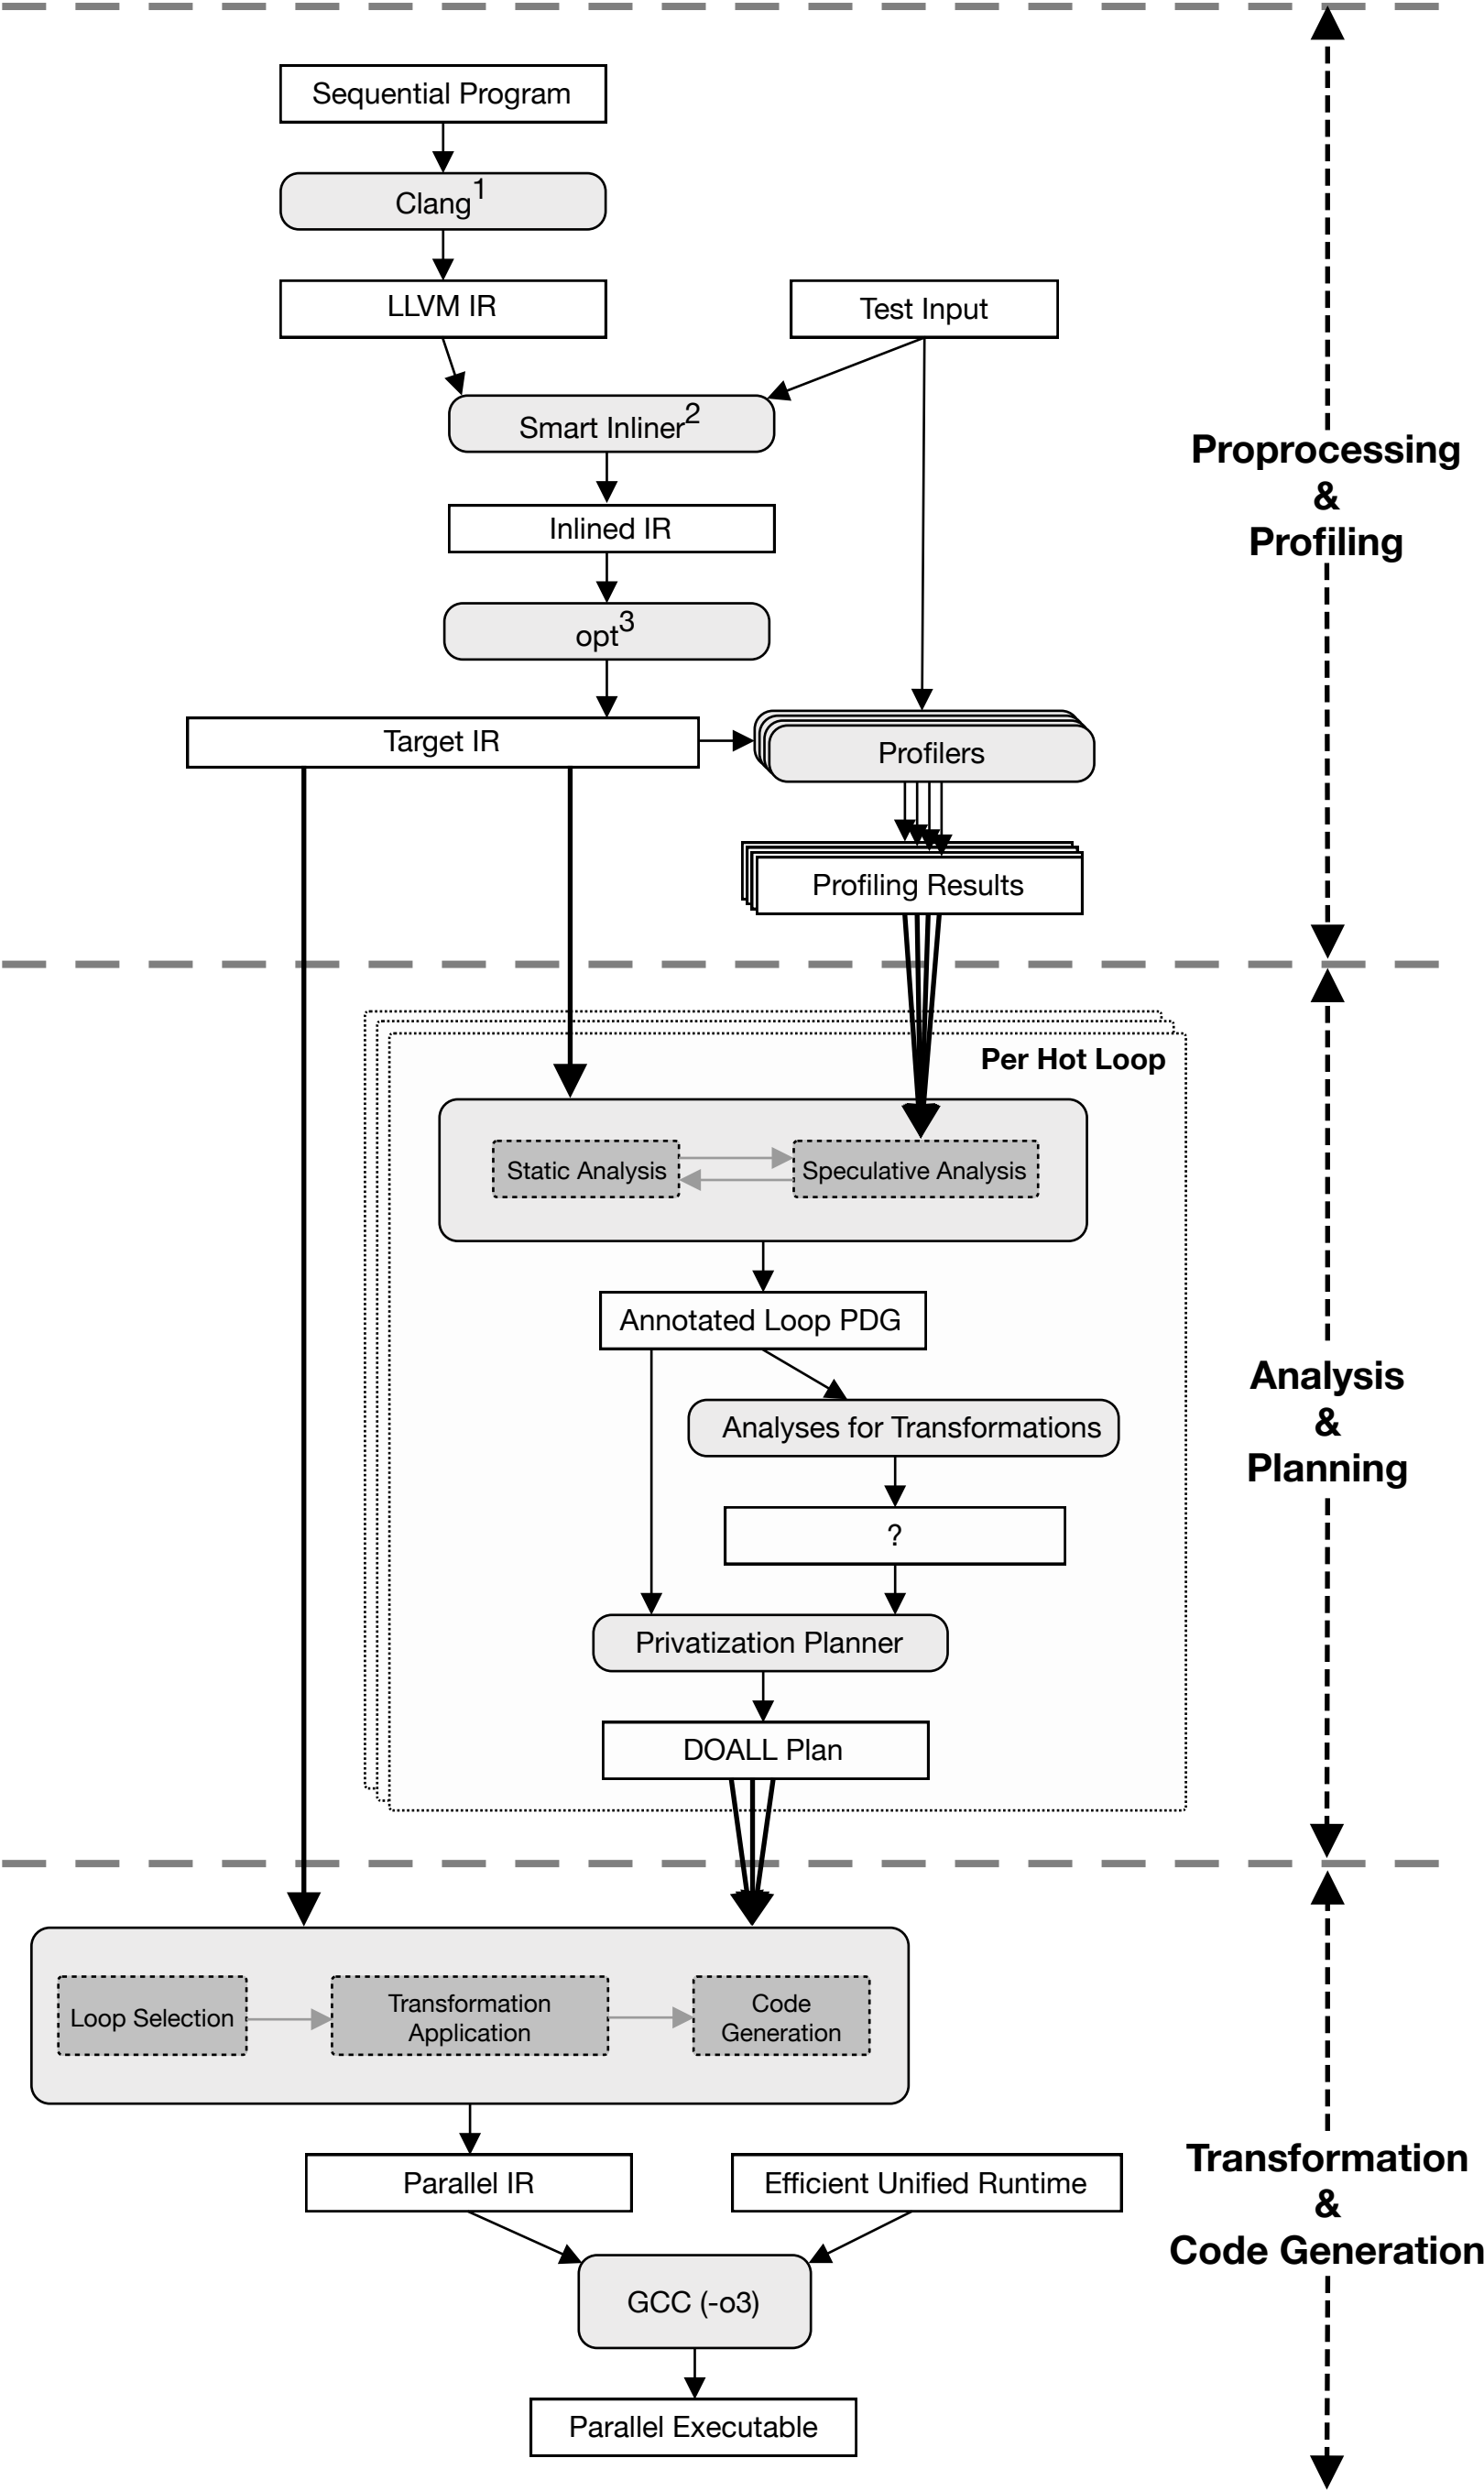 Sequential Program
Clang1
LLVM IR
Test Input
Smart Inliner2
Proprocessing
&
Profiling
Inlined IR
opt3
Target IR
Profilers
Profiling Results
Per Hot Loop
Static Analysis
Speculative Analysis
Annotated Loop PDG
Analysis
&
Planning
Analyses for Transformations
?
Privatization Planner
DOALL Plan
Loop Selection
Transformation
Application
Code
Generation
Parallel IR
Efficient Unified Runtime
Transformation
&
Code Generation
GCC (-o3)
Parallel Executable